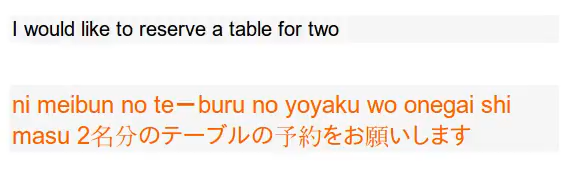 I would like to reserve a table for two
ni meibun no teーburu no yoyaku wo onegai shi
masu 2名分のテーブルの予約をお願いします